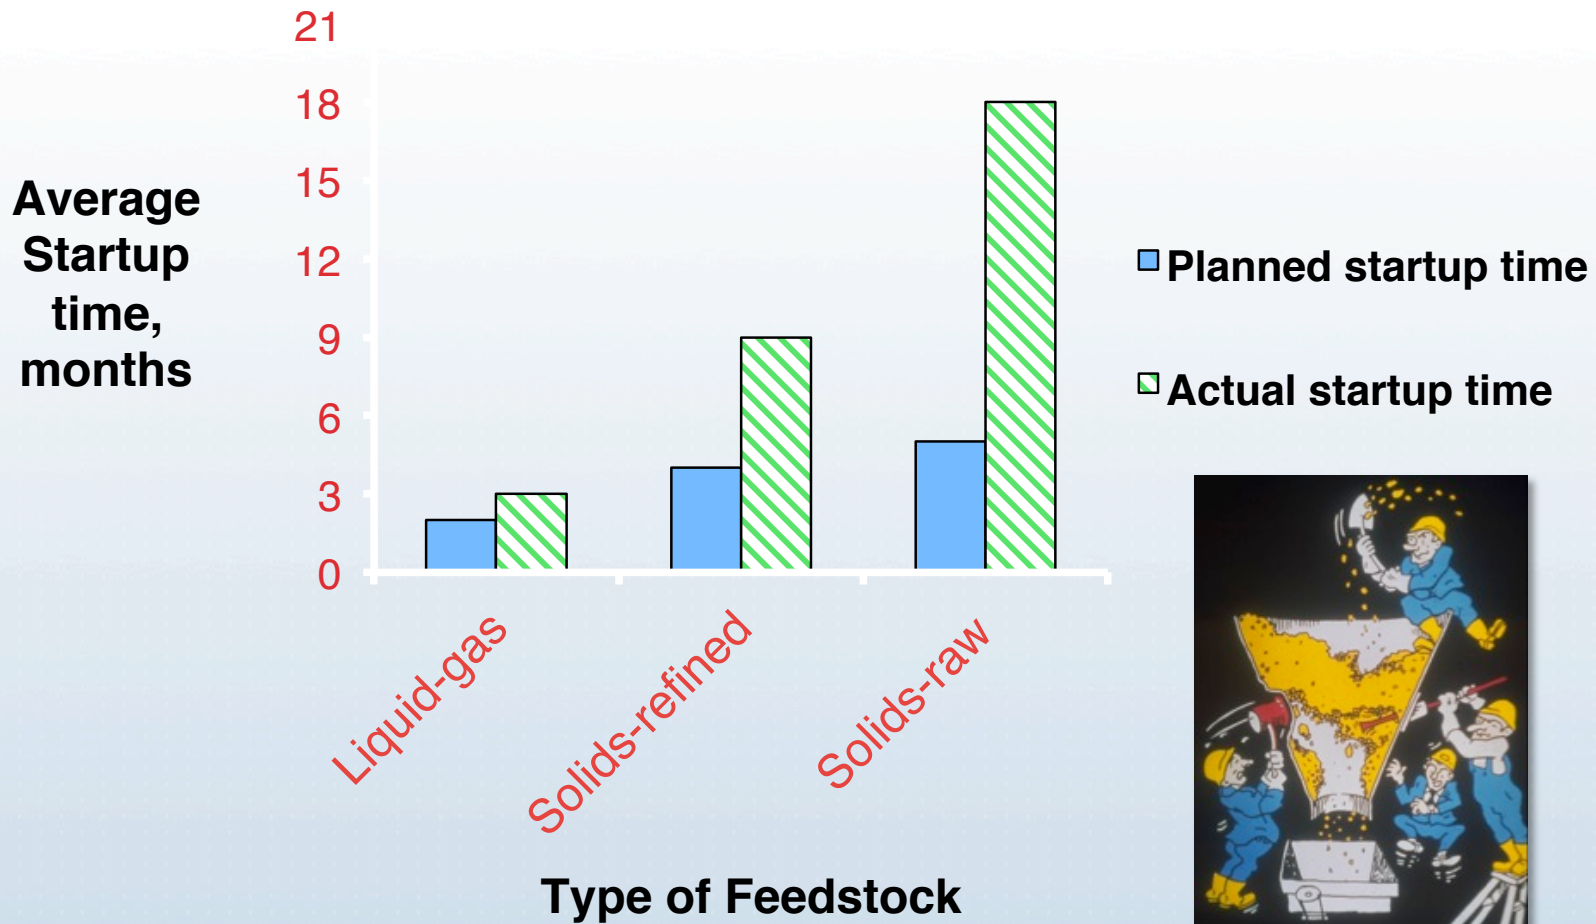 21
18
15
12
9
6
3
0
Average
Startup
time,
months
Planned startup time
Actual startup time
Liquid-gas
Solids-refined
Solids-raw
Type of Feedstock